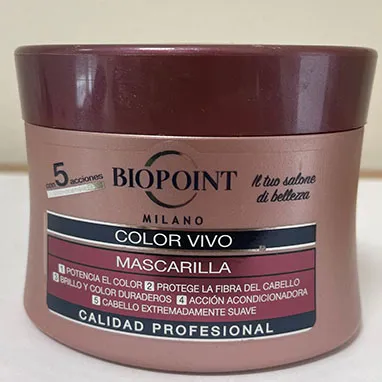 con 5 acciones
BIOPOINT
MILANO
Il tuo salone
di bellezza
COLOR VIVO
MASCARILLA
1 POTENCIA EL COLOR 2 PROTEGE LA FIBRA DEL CABELLO
3 BRILLO Y COLOR DURADEROS 4 ACCIÓN ACONDICIONADORA
5 CABELLO EXTREMADAMENTE SUAVE
CALIDAD PROFESIONAL